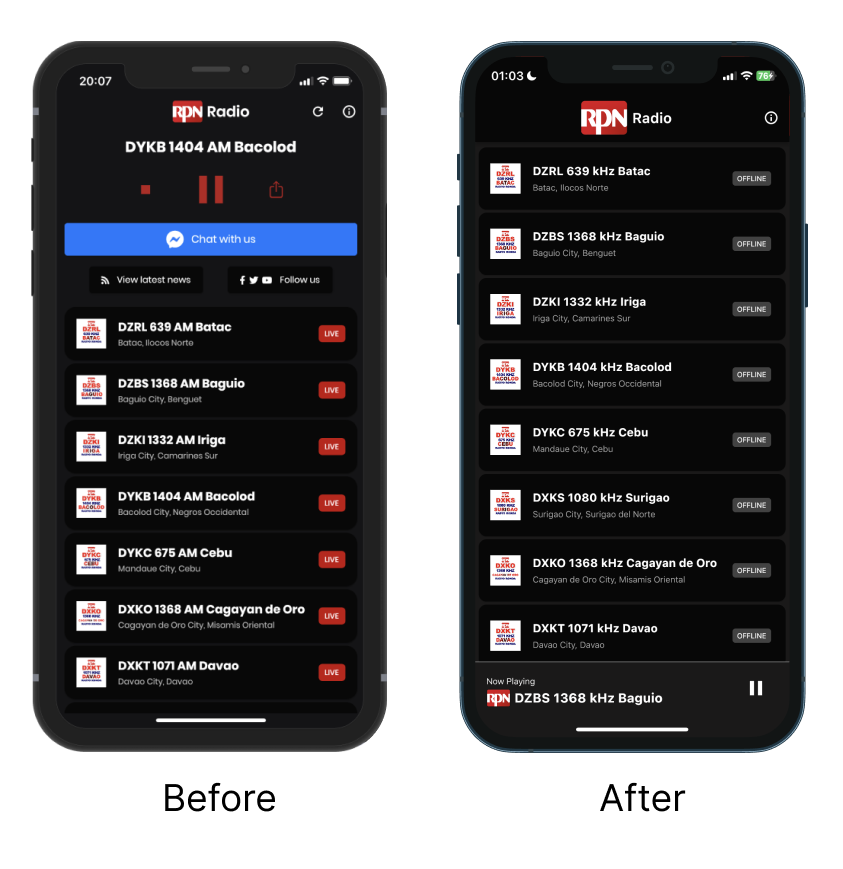 20:07
RPN Radio
DYKB 1404 AM Bacolod
Chat with us
View latest news
Follow us
DZRL 639 AM Batac
Batac, Ilocos Norte
LIVE
DZBS 1368 AM Baguio
Baguio City, Benguet
LIVE
DZKI 1332 AM Iriga
Iriga City, Camarines Sur
LIVE
DYKB 1404 AM Bacolod
Bacolod City, Negros Occidental
LIVE
DYKC 675 AM Cebu
Mandaue City, Cebu
LIVE
DXKO 1368 AM Cagayan de Oro
Cagayan de Oro City, Misamis Oriental
LIVE
DXKT 1071 AM Davao
Davao City, Davao
LIVE
Before
01:03
76
RPN Radio
DZRL 639 kHz Batac
Batac, Ilocos Norte
OFFLINE
DZBS 1368 kHz Baguio
Baguio City, Benguet
OFFLINE
DZKI 1332 kHz Iriga
Iriga City, Camarines Sur
OFFLINE
DYKB 1404 kHz Bacolod
Bacolod City, Negros Occidental
OFFLINE
DYKC 675 kHz Cebu
Mandaue City, Cebu
OFFLINE
DXKS 1080 kHz Surigao
Surigao City, Surigao del Norte
OFFLINE
DXKO 1368 kHz Cagayan de Oro
Cagayan de Oro City, Misamis Oriental
OFFLINE
DXKT 1071 kHz Davao
Davao City, Davao
OFFLINE
Now Playing
RPN DZBS 1368 kHz Baguio
After